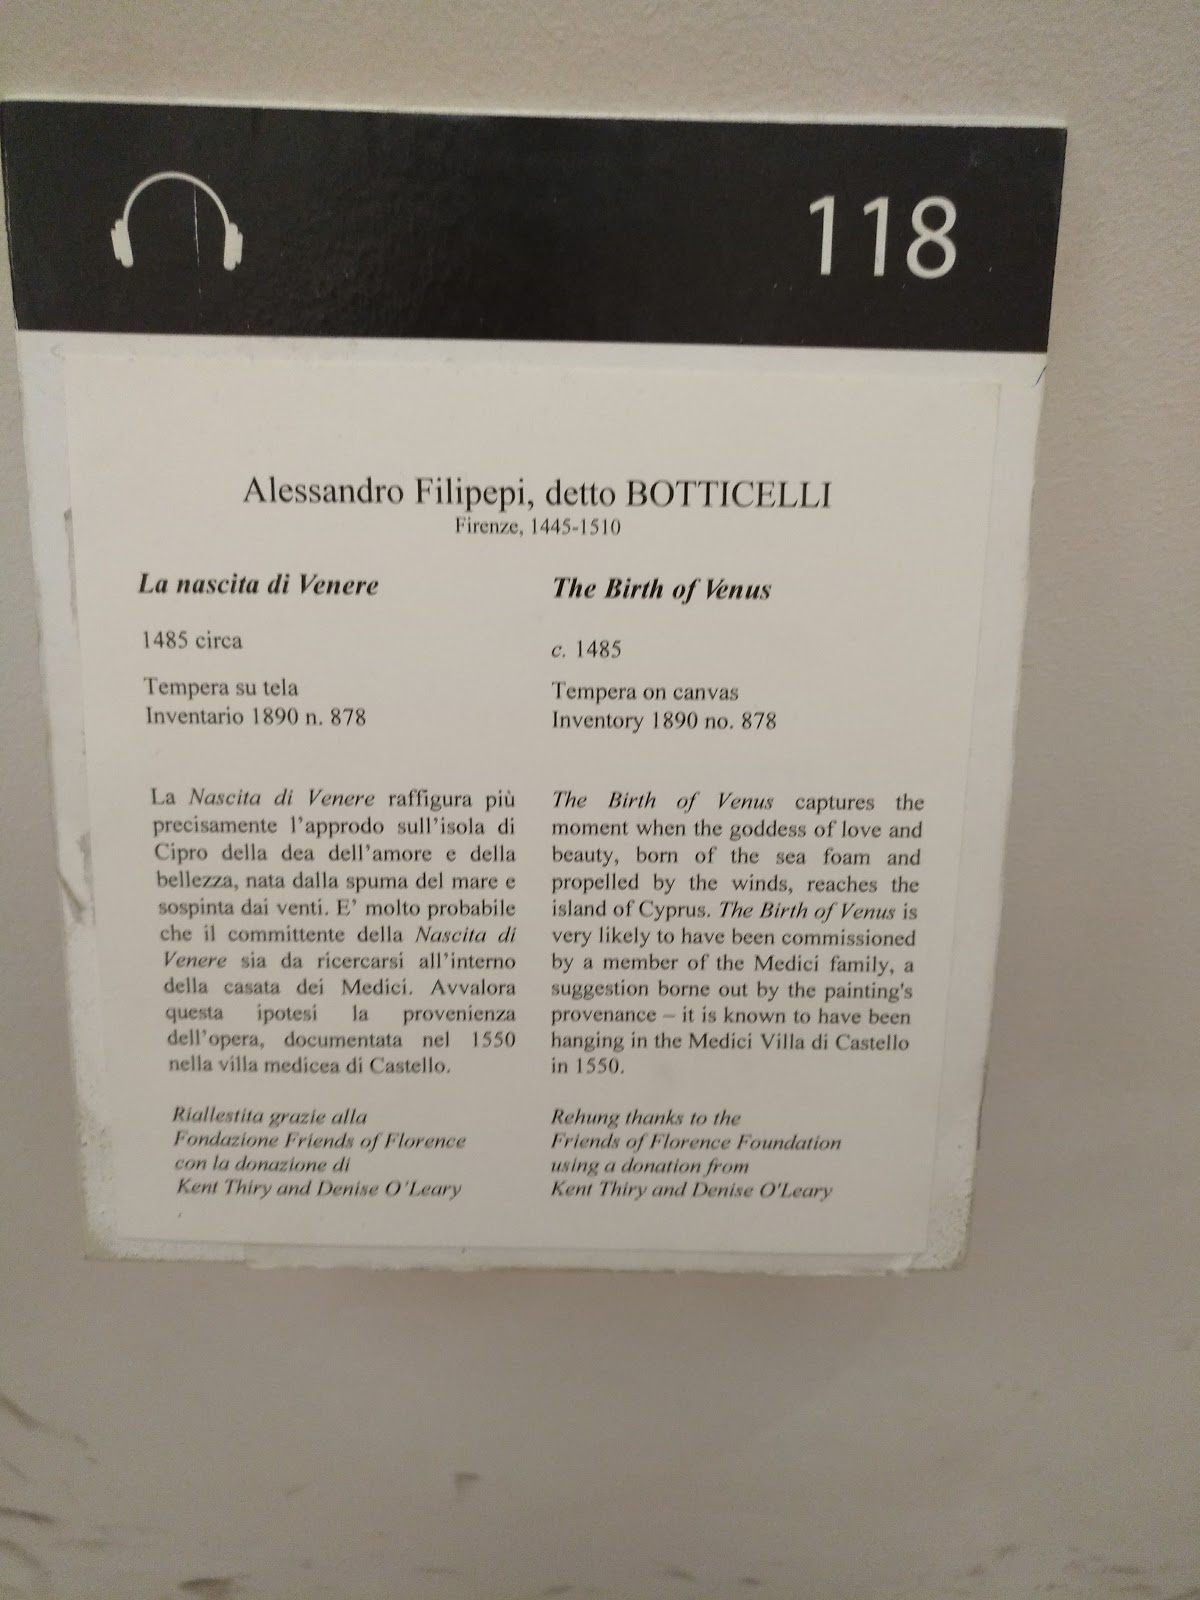 118
Alessandro Filipepi, detto BOTTICELLI
Firenze, 1445-1510
La nascita di Venere
1485 circa
Tempera su tela
Inventario 1890 n. 878
La Nascita di Venere raffigura più
precisamente l'approdo sull'isola di
Cipro della dea dell'amore e della
bellezza, nata dalla spuma del mare e
sospinta dai venti. E' molto probabile
che il committente della Nascita di
Venere sia da ricercarsi all'interno
della casata dei Medici. Avvalora
questa ipotesi la provenienza
dell'opera, documentata nel 1550
nella villa medicea di Castello.
Riallestita grazie alla
Fondazione Friends of Florence
con la donazione di
Kent Thiry and Denise O'Leary
The Birth of Venus
c. 1485
Tempera on canvas
Inventory 1890 no. 878
The Birth of Venus captures the
moment when the goddess of love and
beauty, born of the sea foam and
propelled by the winds, reaches the
island of Cyprus. The Birth of Venus is
very likely to have been commissioned
by a member of the Medici family, a
suggestion borne out by the painting's
provenance – it is known to have been
hanging in the Medici Villa di Castello
in 1550.
Rehung thanks to the
Friends of Florence Foundation
using a donation from
Kent Thiry and Denise O'Leary